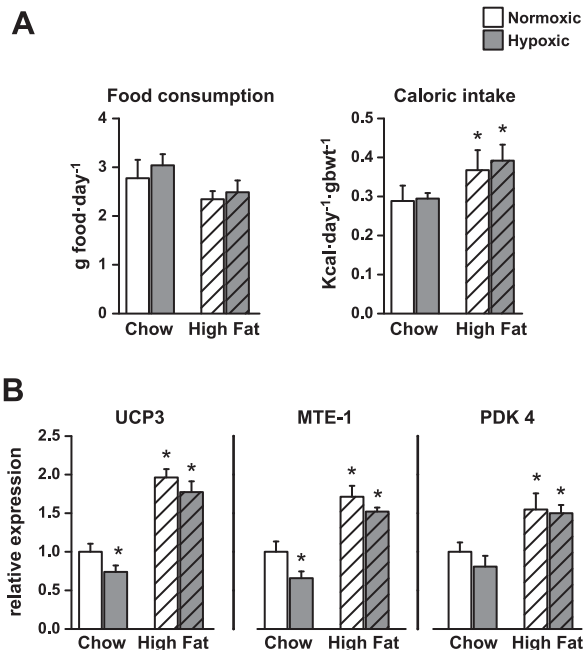 A
Normoxic
Hypoxic
Food consumption
g food·day⁻¹
4
3
2
1
0
Chow High Fat
Caloric intake
Kcal·day⁻¹·gbwt⁻¹
0.5
0.4
0.3
0.2
0.1
0.0
* *
Chow High Fat
B
UCP3 MTE-1 PDK 4
relative expression
2.5
2.0
1.5
1.0
0.5
0.0
* * *
* * *
* *
Chow High Fat Chow High Fat Chow High Fat